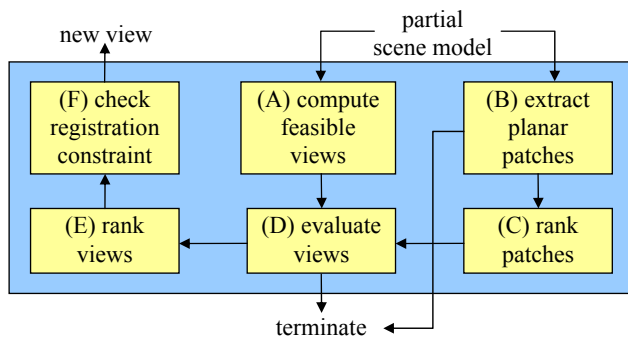 partial
scene model
new view
(F) check
registration
constraint
(A) compute
feasible
views
(B) extract
planar
patches
(E) rank
views
(D) evaluate
views
(C) rank
patches
terminate